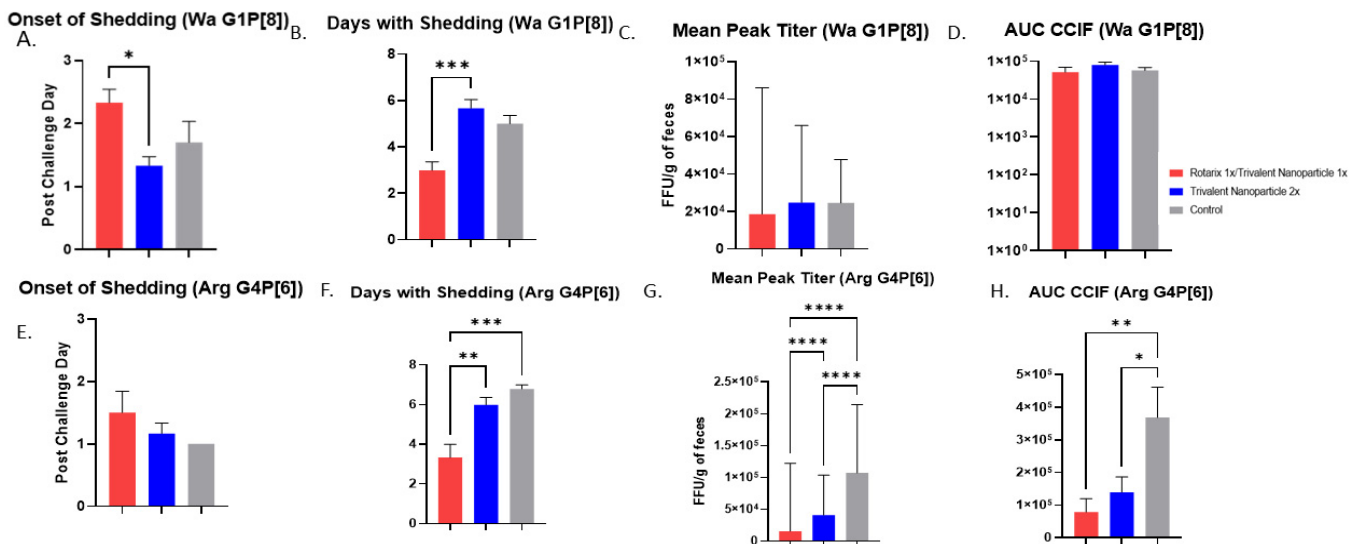 Onset of Shedding (Wa G1P[8])
A.
Post Challenge Day
3
2
1
0
*
B.
Days with Shedding (Wa G1P[8])
8
6
4
2
0
***
C.
Mean Peak Titer (Wa G1P[8])
FFU/g of feces
1×10⁵
8×10⁴
6×10⁴
4×10⁴
2×10⁴
0
D.
AUC CCIF (Wa G1P[8])
1×10⁵
1×10⁴
1×10³
1×10²
1×10¹
1×10⁰
Rotarix 1x/Trivalent Nanoparticle 1x
Trivalent Nanoparticle 2x
Control
Onset of Shedding (Arg G4P[6])
E.
Post Challenge Day
3
2
1
0
F.
Days with Shedding (Arg G4P[6])
8
6
4
2
0
***
**
G.
Mean Peak Titer (Arg G4P[6])
FFU/g of feces
2.5×10⁵
2×10⁵
1.5×10⁵
1×10⁵
5×10⁴
0
****
****
****
H.
AUC CCIF (Arg G4P[6])
5×10⁵
4×10⁵
3×10⁵
2×10⁵
1×10⁵
0
**
*